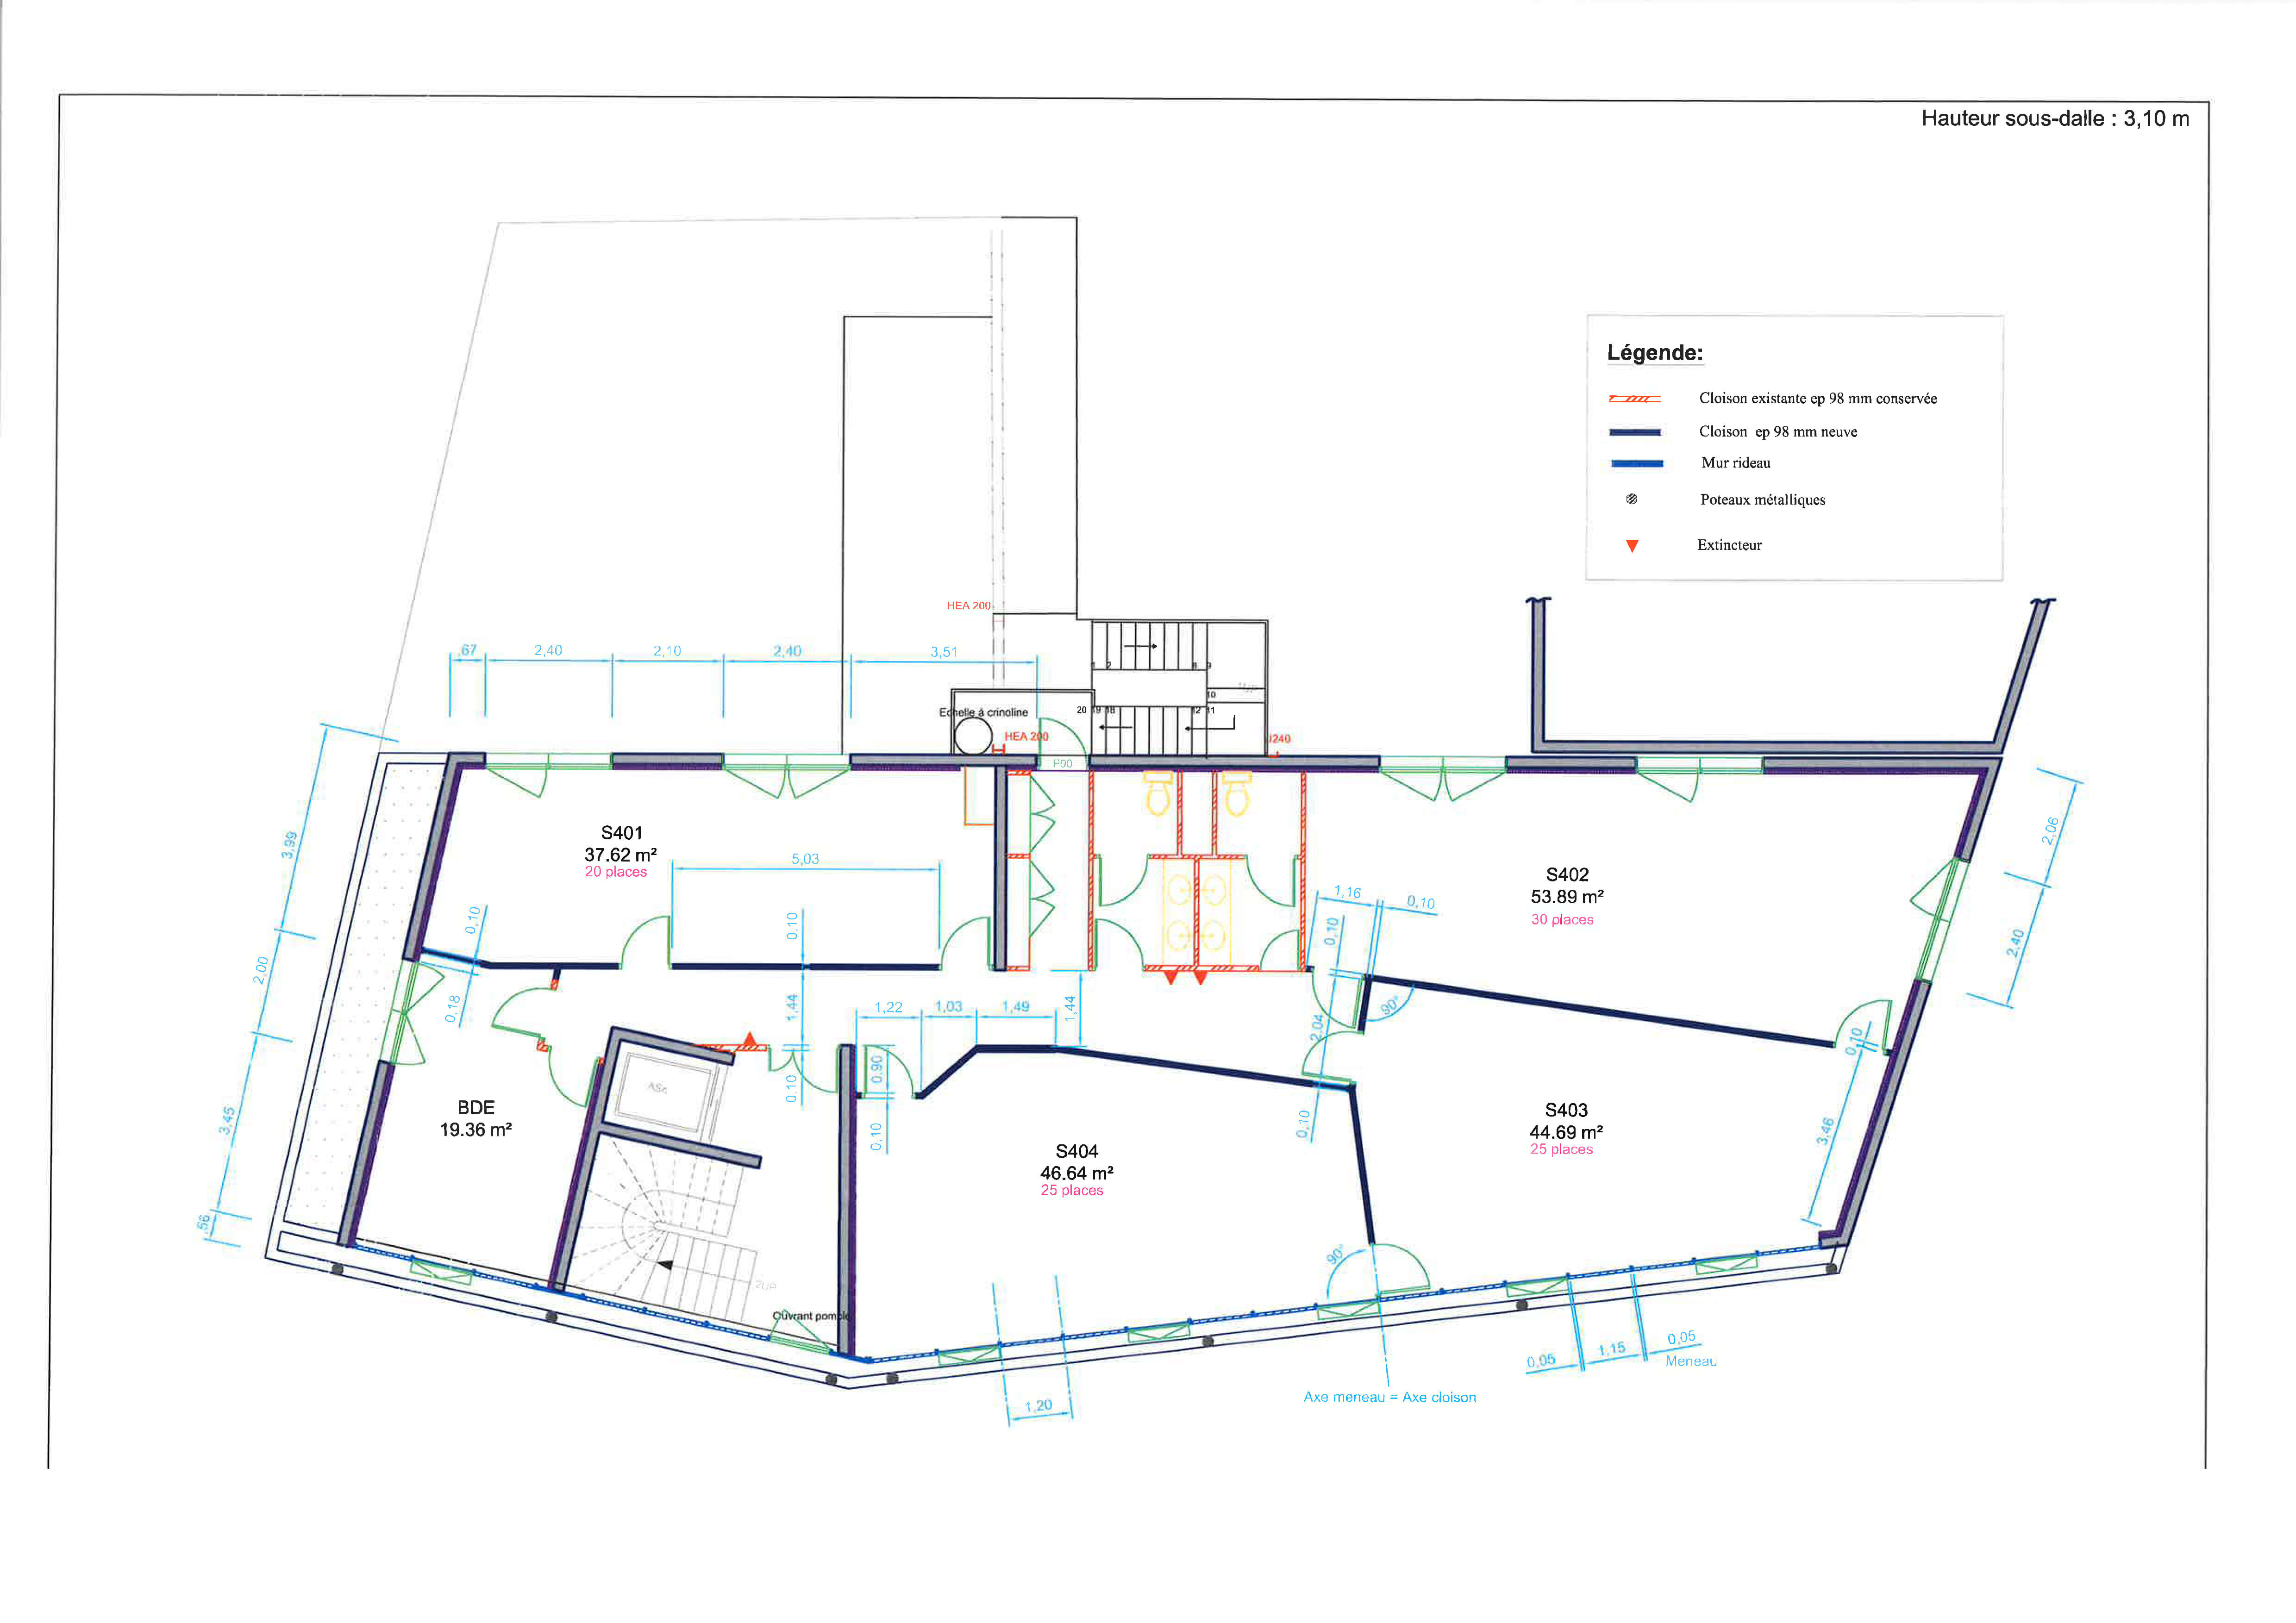 Hauteur sous-dalle : 3,10 m
Légende:
Cloison existante ep 98 mm conservée
Cloison ep 98 mm neuve
Mur rideau
Poteaux métalliques
Extincteur
HEA 200
,67
2,40
2,10
2,40
3,51
1
2
8
9
10
20
19
18
12
11
Echelle à crinoline
HEA 200
P90
3,99
2,00
3,45
,56
S401
37.62 m²
20 places
5,03
0,10
0,18
0,10
1,44
0,10
1,22
1,03
1,49
1,44
0,90
0,10
1,16
0,10
0,10
2,04
90°
0,10
S402
53.89 m²
30 places
2,06
2,40
0,10
3,46
BDE
19.36 m²
ASC
S404
46.64 m²
25 places
S403
44.69 m²
25 places
90°
2UP
1,20
Axe meneau = Axe cloison
0,05
1,15
0,05
Meneau